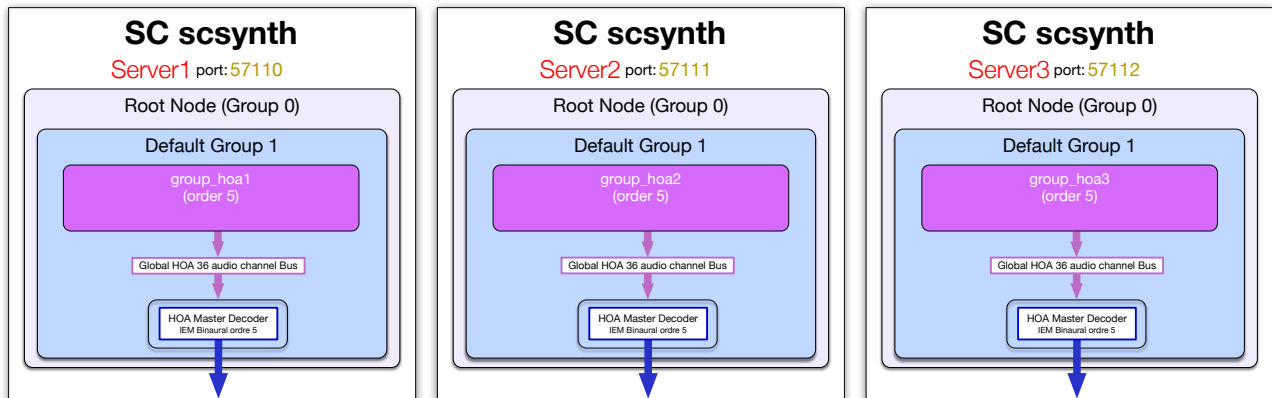 SC scsynth
Server1 port: 57110
Root Node (Group 0)
Default Group 1
group_hoa1
(order 5)
Global HOA 36 audio channel Bus
HOA Master Decoder
IEM Binaural ordre 5
SC scsynth
Server2 port: 57111
Root Node (Group 0)
Default Group 1
group_hoa2
(order 5)
Global HOA 36 audio channel Bus
HOA Master Decoder
IEM Binaural ordre 5
SC scsynth
Server3 port: 57112
Root Node (Group 0)
Default Group 1
group_hoa3
(order 5)
Global HOA 36 audio channel Bus
HOA Master Decoder
IEM Binaural ordre 5